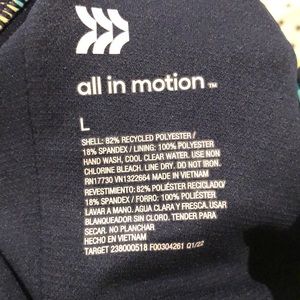 all in motion™
L
SHELL: 82% RECYCLED POLYESTER /
18% SPANDEX / LINING: 100% POLYESTER
HAND WASH, COOL CLEAR WATER. USE NON
CHLORINE BLEACH. LINE DRY. DO NOT IRON.
RN17730 VN1322664 MADE IN VIETNAM
REVESTIMIENTO: 82% POLIÉSTER RECICLADO/
18% SPANDEX / FORRO: 100% POLIÉSTER
LAVAR A MANO. AGUA CLARA Y FRESCA. USAR
BLANQUEADOR SIN CLORO. TENDER PARA
SECAR. NO PLANCHAR
HECHO EN VIETNAM
TARGET 238000518 F00304261 Q1/22